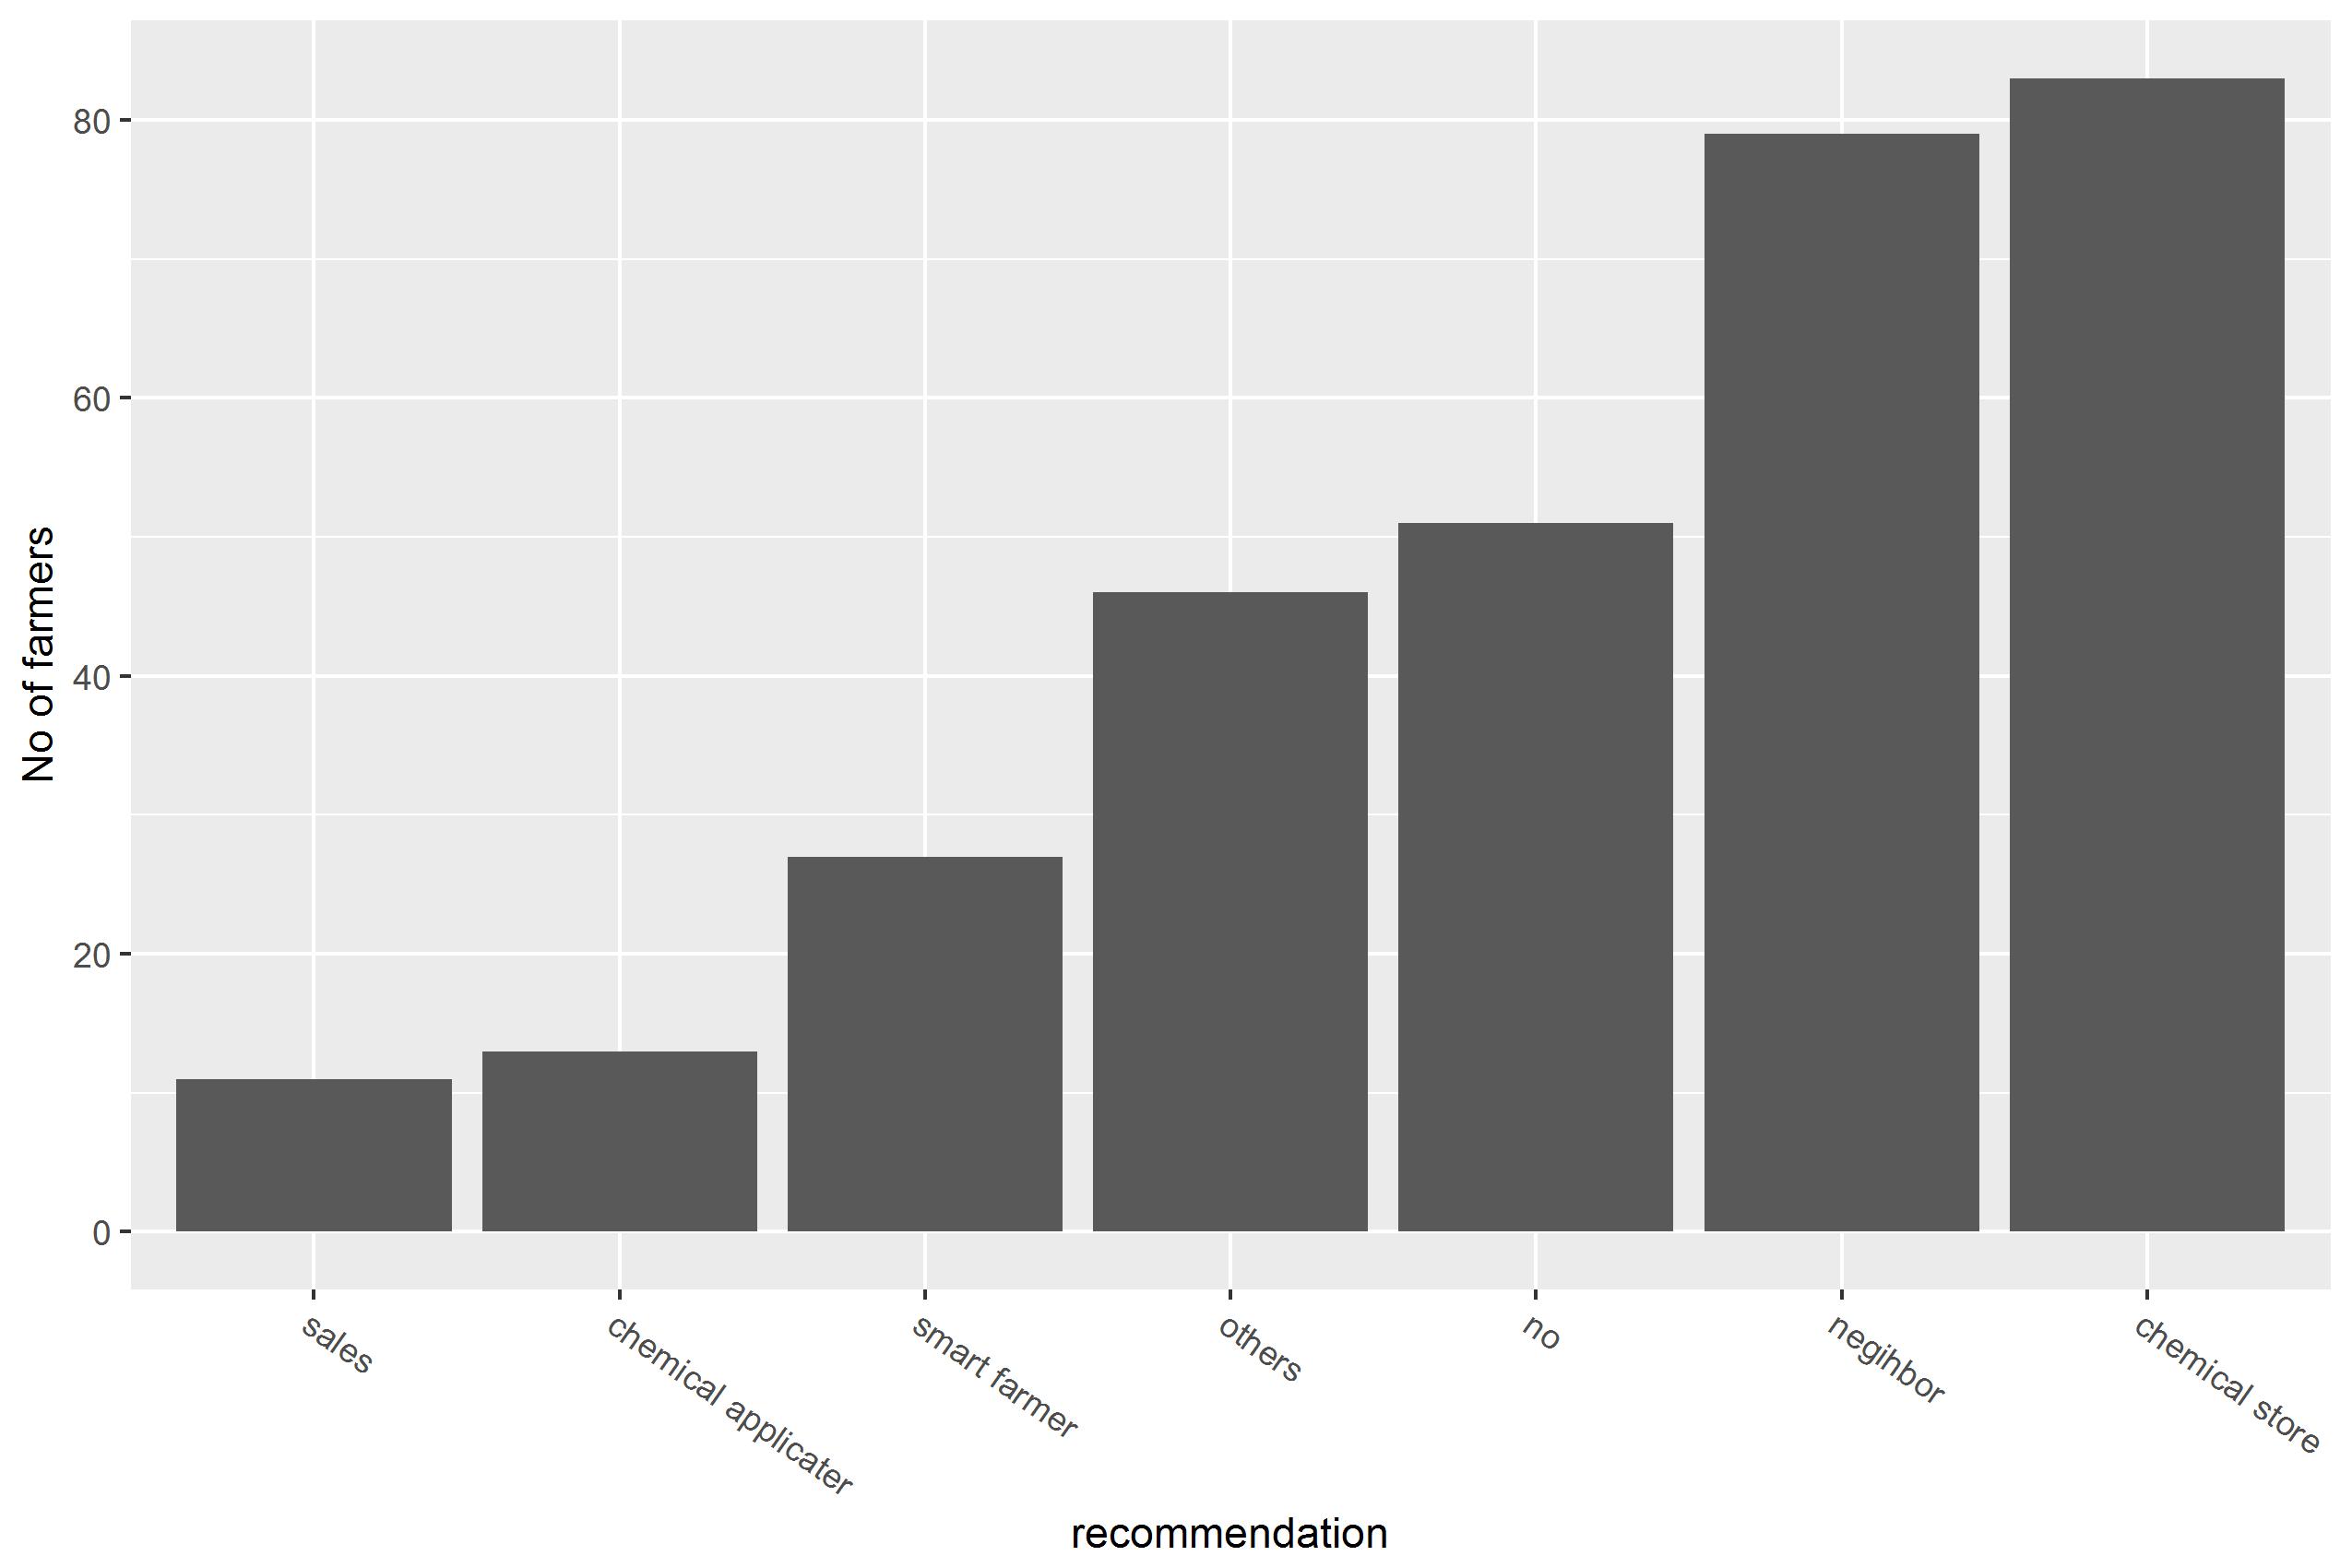 No of farmers
80
60
40
20
0
sales
chemical applicater
smart farmer
others
no
negihbor
chemical store
recommendation